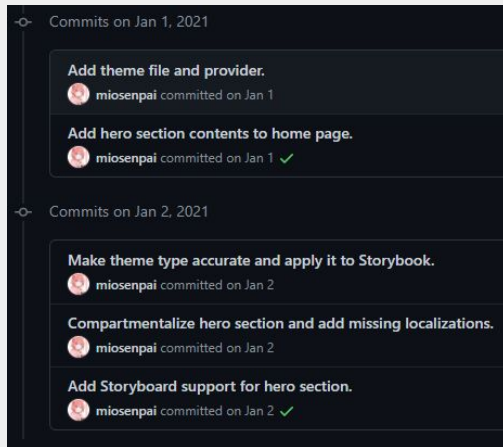 Commits on Jan 1, 2021
Add theme file and provider.
miosenpai committed on Jan 1
Add hero section contents to home page.
miosenpai committed on Jan 1
Commits on Jan 2, 2021
Make theme type accurate and apply it to Storybook.
miosenpai committed on Jan 2
Compartmentalize hero section and add missing localizations.
miosenpai committed on Jan 2
Add Storyboard support for hero section.
miosenpai committed on Jan 2